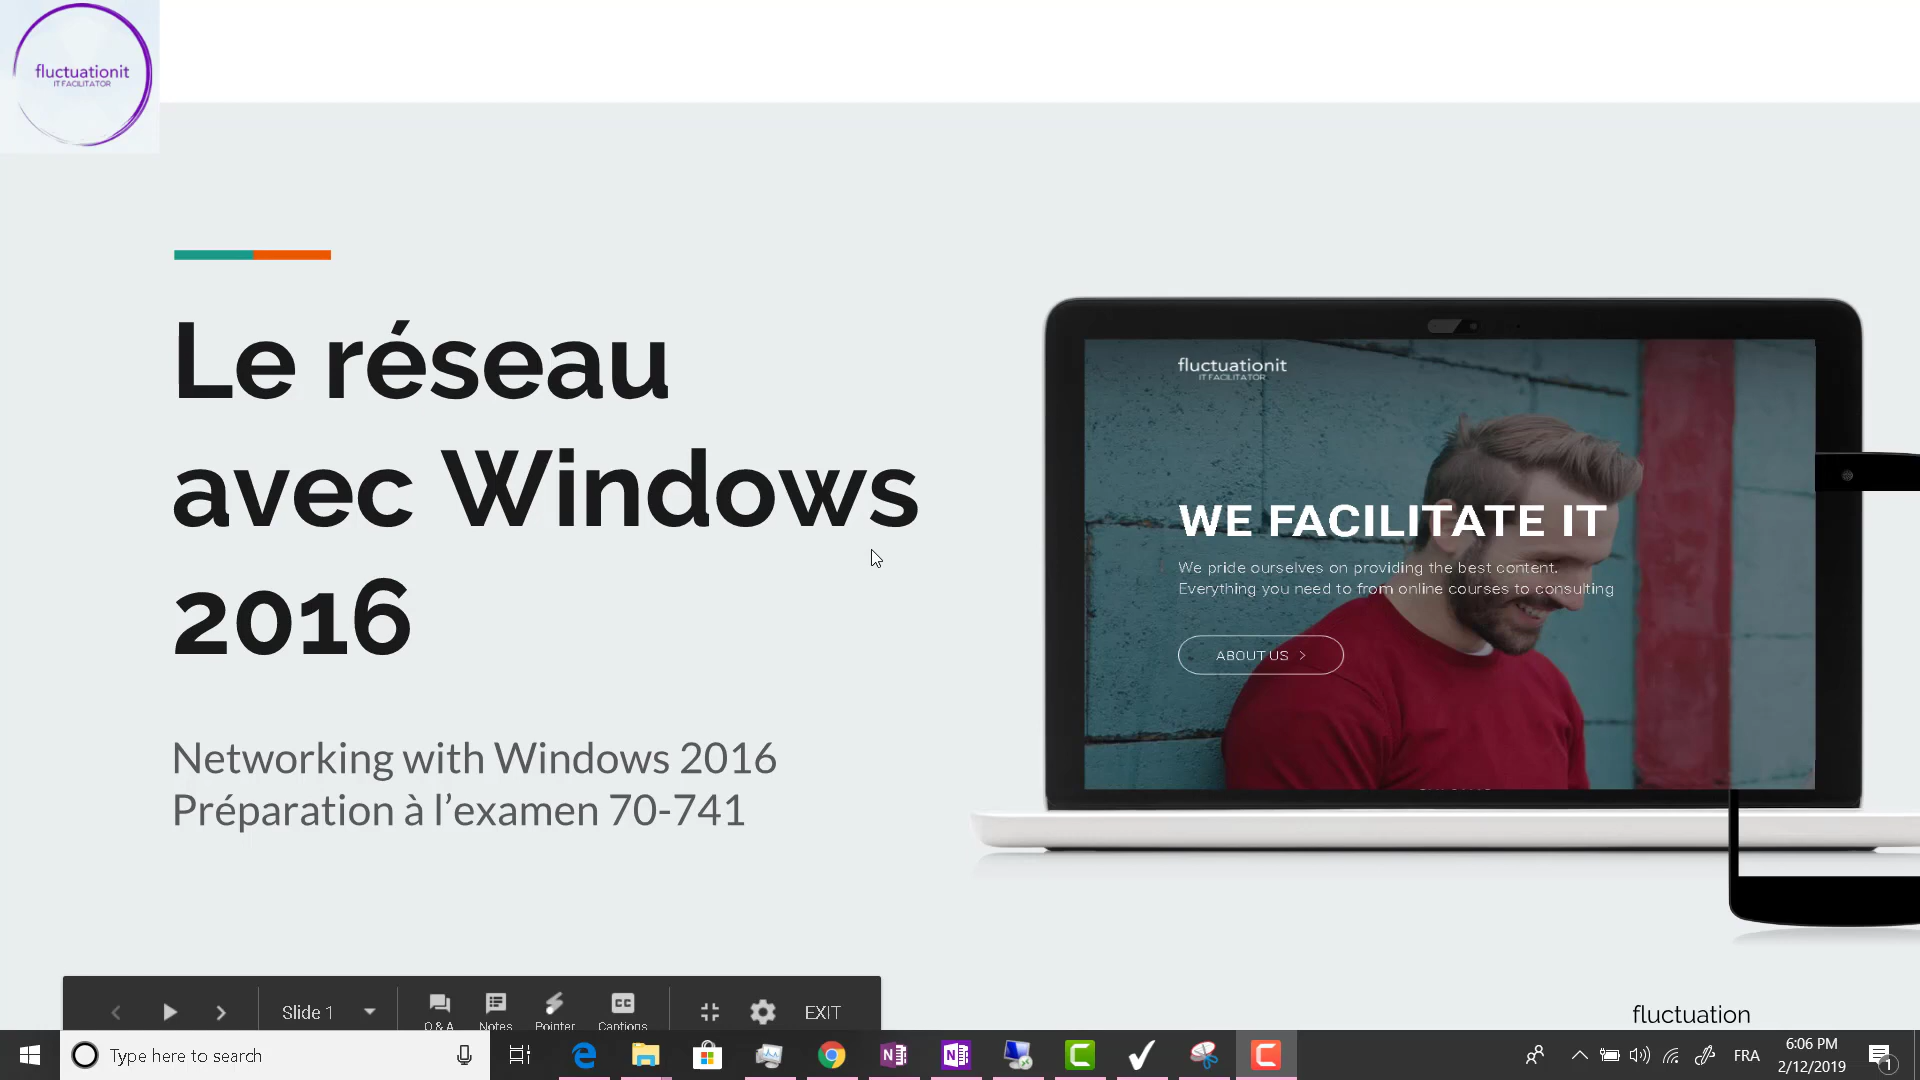 fluctuationit
IT FACILITATOR
Le réseau
avec Windows
2016
Networking with Windows 2016
Préparation à l'examen 70-741
fluctuationit
IT FACILITATOR
WE FACILITATE IT
We pride ourselves on providing the best content.
Everything you need to from online courses to consulting
ABOUT US >
Slide 1
Q & A
Notes
Pointer
CC
Captions
EXIT
fluctuation
Type here to search
FRA
6:06 PM
2/12/2019
1